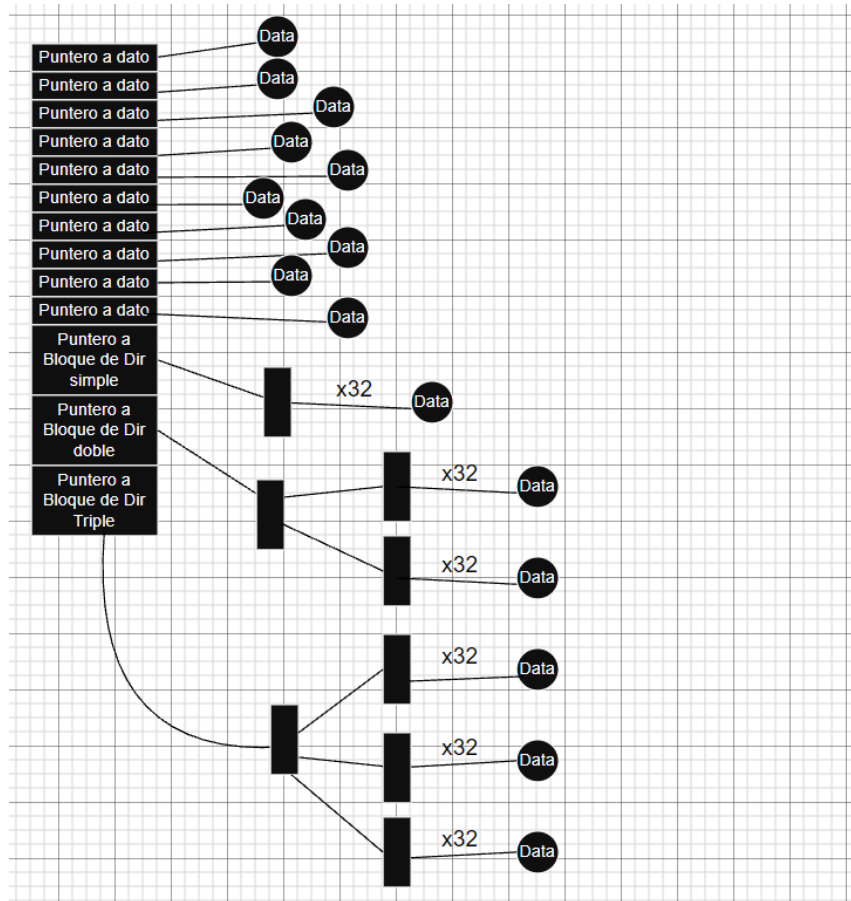 Data
Puntero a dato
Data
Puntero a dato
Data
Puntero a dato
Data
Puntero a dato
Data
Puntero a dato
Data
Puntero a dato
Data
Puntero a dato
Data
Puntero a dato
Data
Puntero a dato
Data
Puntero a dato
Puntero a
Bloque de Dir
simple
x32
Data
Puntero a
Bloque de Dir
doble
x32
Data
x32
Data
Puntero a
Bloque de Dir
Triple
x32
Data
x32
Data
x32
Data